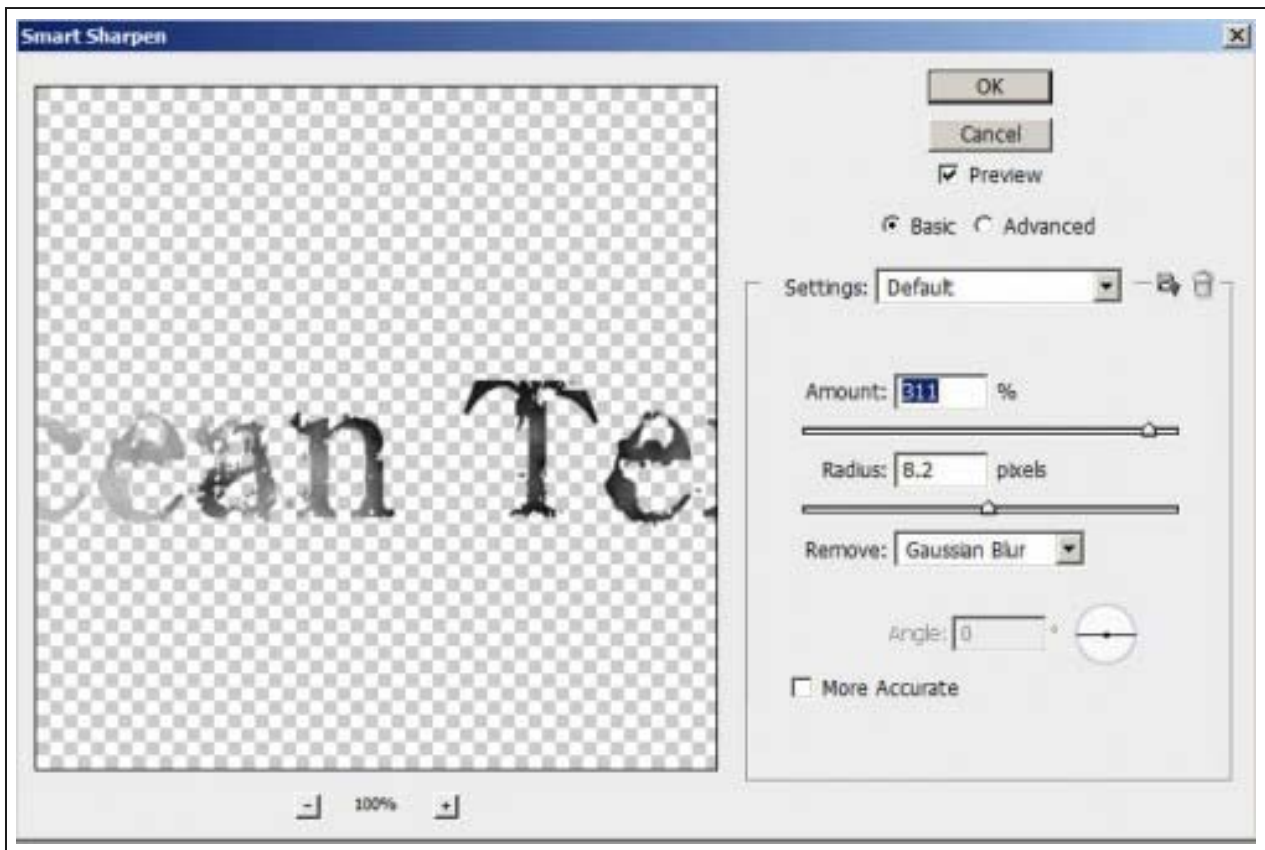 Smart Sharpen
OK
Cancel
Preview
Basic Advanced
Settings: Default
cean Te
Amount: 311 %
Radius: 8.2 pixels
Remove: Gaussian Blur
Angle: 0 °
More Accurate
- 100% +